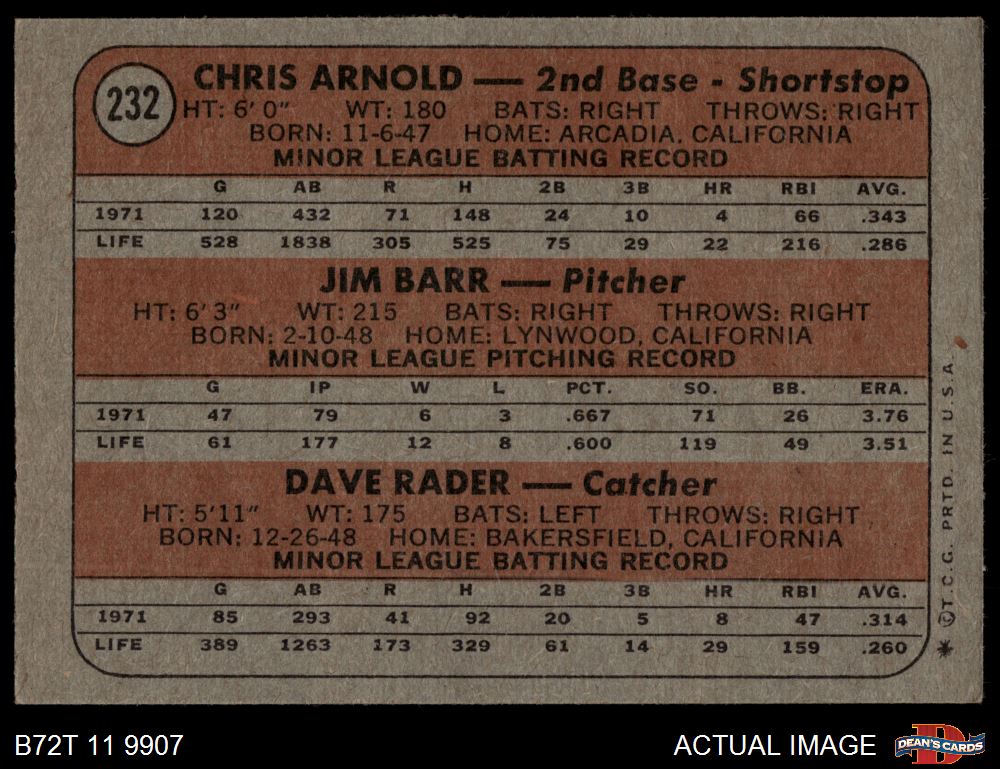 232
CHRIS ARNOLD — 2nd Base - Shortstop
HT: 6' 0" WT: 180 BATS: RIGHT THROWS: RIGHT
BORN: 11-6-47 HOME: ARCADIA, CALIFORNIA
MINOR LEAGUE BATTING RECORD
G AB R H 2B 3B HR RBI AVG.
1971 120 432 71 148 24 10 4 66 .343
LIFE 528 1838 305 525 75 29 22 216 .286
JIM BARR — Pitcher
HT: 6' 3" WT: 215 BATS: RIGHT THROWS: RIGHT
BORN: 2-10-48 HOME: LYNWOOD, CALIFORNIA
MINOR LEAGUE PITCHING RECORD
G IP W L PCT. SO. BB. ERA.
1971 47 79 6 3 .667 71 26 3.76
LIFE 61 177 12 8 .600 119 49 3.51
DAVE RADER — Catcher
HT: 5'11" WT: 175 BATS: LEFT THROWS: RIGHT
BORN: 12-26-48 HOME: BAKERSFIELD, CALIFORNIA
MINOR LEAGUE BATTING RECORD
G AB R H 2B 3B HR RBI AVG.
1971 85 293 41 92 20 5 8 47 .314
LIFE 389 1263 173 329 61 14 29 159 .260
* © T.C.G. PRTD. IN U.S.A.
B72T 11 9907
ACTUAL IMAGE
DEAN'S CARDS